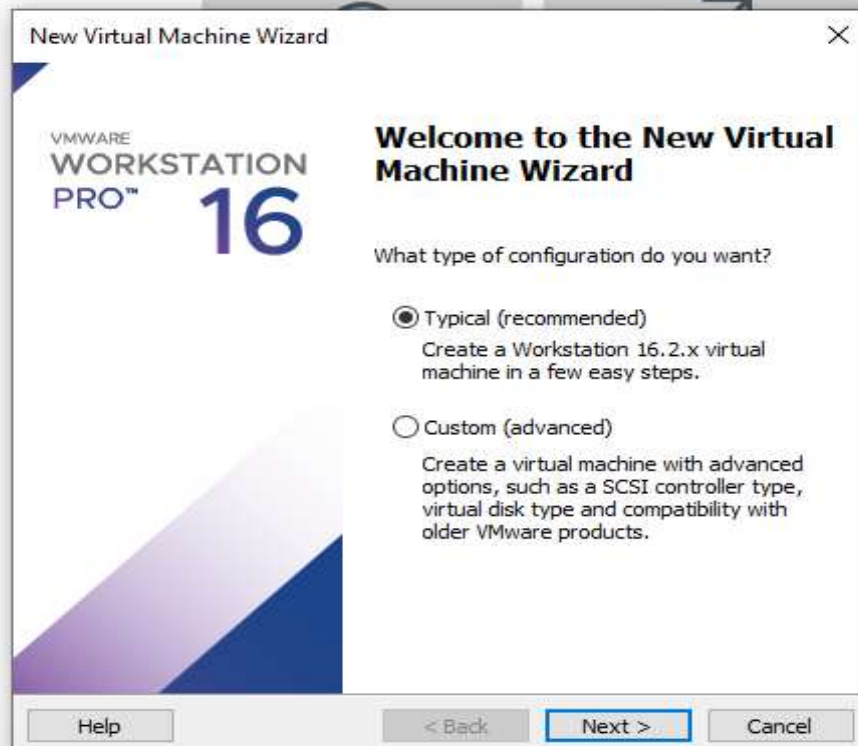 New Virtual Machine Wizard
VMWARE
WORKSTATION
PRO™
16
Welcome to the New Virtual
Machine Wizard
What type of configuration do you want?
Typical (recommended)
Create a Workstation 16.2.x virtual
machine in a few easy steps.
Custom (advanced)
Create a virtual machine with advanced
options, such as a SCSI controller type,
virtual disk type and compatibility with
older VMware products.
Help
< Back
Next >
Cancel